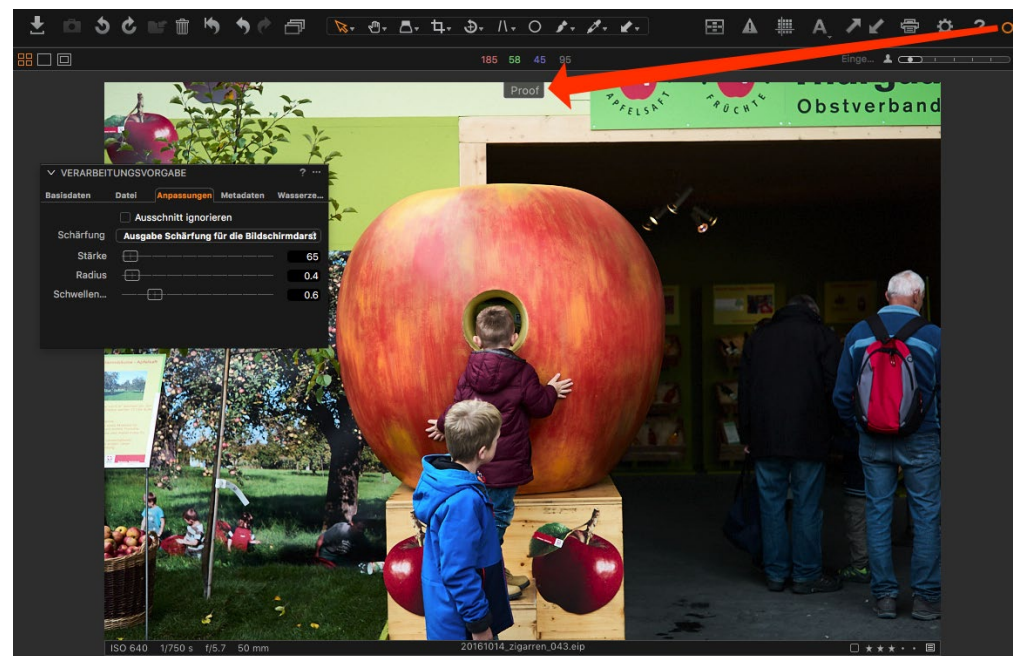 185 58 45 95
Einge...
Proof
APFELSAFT
FRÜCHTE
Obstverband
VERARBEITUNGSVORGABE ? ...
Basisdaten Datei Anpassungen Metadaten Wasserze...
Ausschnitt ignorieren
Schärfung Ausgabe Schärfung für die Bildschirmdarst
Stärke 65
Radius 0.4
Schwellen... 0.6
ISO 640 1/750 s f/5.7 50 mm 20161014_zigarren_043.eip